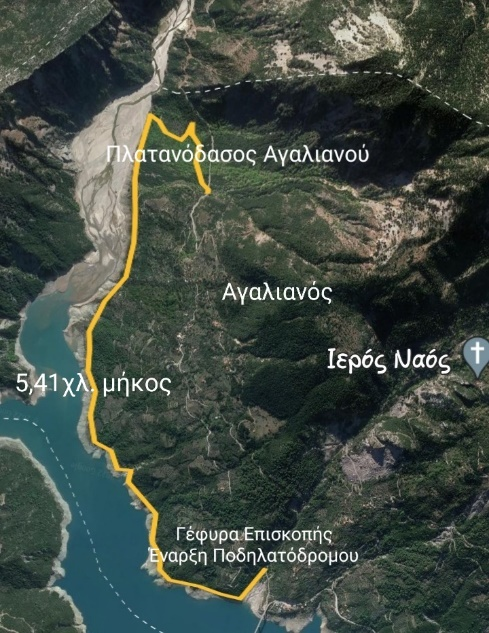 Πλατανόδασος Αγαλιανού
Αγαλιανός
Ιερός Ναός
5,41χλ. μήκος
Γέφυρα Επισκοπής
Έναρξη Ποδηλατόδρομου